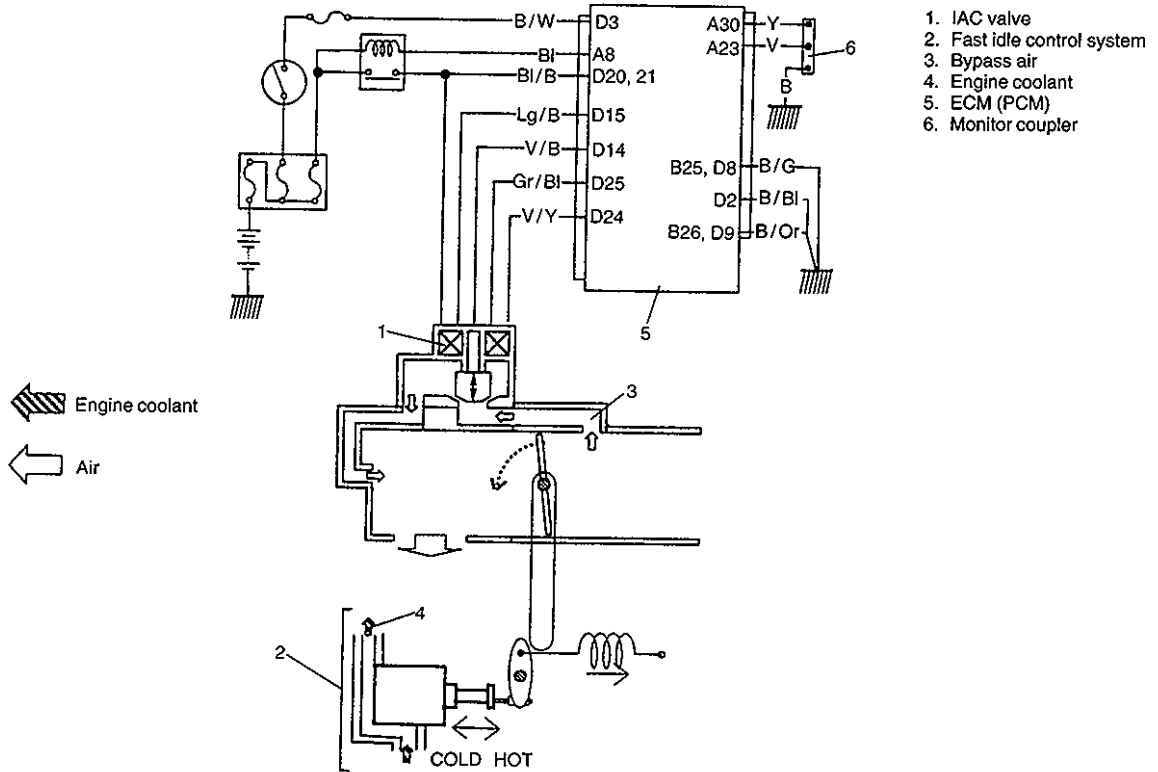 B/W D3
Bl A8
Bl/B D20, 21
Lg/B D15
V/B D14
Gr/Bl D25
V/Y D24
A30 Y
A23 V
B
6
B25, D8 B/G
D2 B/Bl
B26, D9 B/Or
5
1. IAC valve
2. Fast idle control system
3. Bypass air
4. Engine coolant
5. ECM (PCM)
6. Monitor coupler
1
3
Engine coolant
Air
4
2
COLD HOT